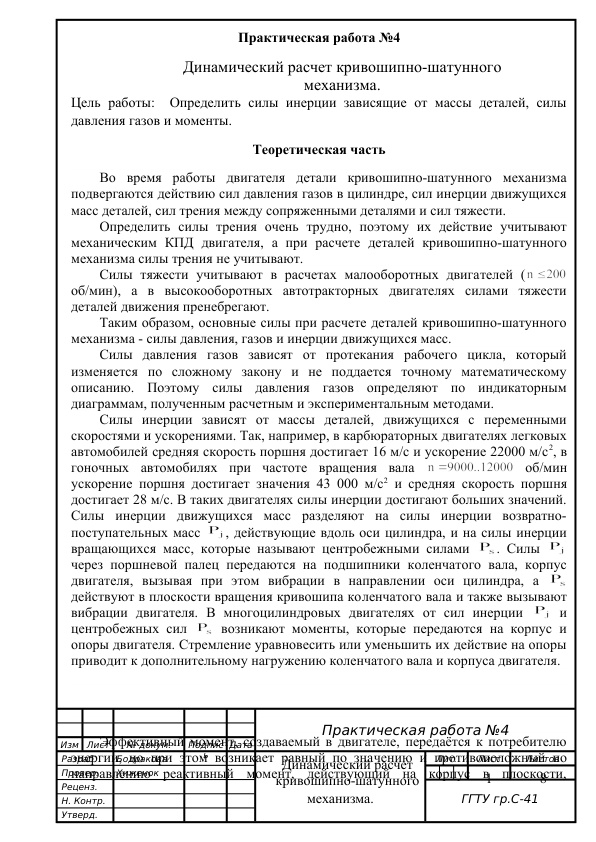 Практическая работа №4
Динамический расчет кривошипно-шатунного
механизма.
Цель работы: Определить силы инерции зависящие от массы деталей, силы
давления газов и моменты.
Теоретическая часть
Во время работы двигателя детали кривошипно-шатунного механизма
подвергаются действию сил давления газов в цилиндре, сил инерции движущихся
масс деталей, сил трения между сопряженными деталями и сил тяжести.
Определить силы трения очень трудно, поэтому их действие учитывают
механическим КПД двигателя, а при расчете деталей кривошипно-шатунного
механизма силы трения не учитывают.
Силы тяжести учитывают в расчетах малооборотных двигателей (n ≤200
об/мин), а в высокооборотных автотракторных двигателях силами тяжести
деталей движения пренебрегают.
Таким образом, основные силы при расчете деталей кривошипно-шатунного
механизма - силы давления, газов и инерции движущихся масс.
Силы давления газов зависят от протекания рабочего цикла, который
изменяется по сложному закону и не поддается точному математическому
описанию. Поэтому силы давления газов определяют по индикаторным
диаграммам, полученным расчетным и экспериментальным методами.
Силы инерции зависят от массы деталей, движущихся с переменными
скоростями и ускорениями. Так, например, в карбюраторных двигателях легковых
автомобилей средняя скорость поршня достигает 16 м/с и ускорение 22000 м/с², в
гоночных автомобилях при частоте вращения вала n =9000..12000 об/мин
ускорение поршня достигает значения 43 000 м/с² и средняя скорость поршня
достигает 28 м/с. В таких двигателях силы инерции достигают больших значений.
Силы инерции движущихся масс разделяют на силы инерции возвратно-
поступательных масс Pj, действующие вдоль оси цилиндра, и на силы инерции
вращающихся масс, которые называют центробежными силами Ps. Силы Pj
через поршневой палец передаются на подшипники коленчатого вала, корпус
двигателя, вызывая при этом вибрации в направлении оси цилиндра, а Ps
действуют в плоскости вращения кривошипа коленчатого вала и также вызывают
вибрации двигателя. В многоцилиндровых двигателях от сил инерции Pj и
центробежных сил Ps возникают моменты, которые передаются на корпус и
опоры двигателя. Стремление уравновесить или уменьшить их действие на опоры
приводит к дополнительному нагружению коленчатого вала и корпуса двигателя.
Эффективный момент, создаваемый в двигателе, передаётся к потребителю
энергии, но при этом возникает равный по значению и противоположный по
направлению реактивный момент, действующий на корпус в плоскости,
Практическая работа №4
Изм Лист № докум. Подпис Дата
Динамический расчет
кривошипно-шатунного
механизма.
Лист
1
Реценз.
Н. Контр.
Утверд.
ГГТУ гр.С-41